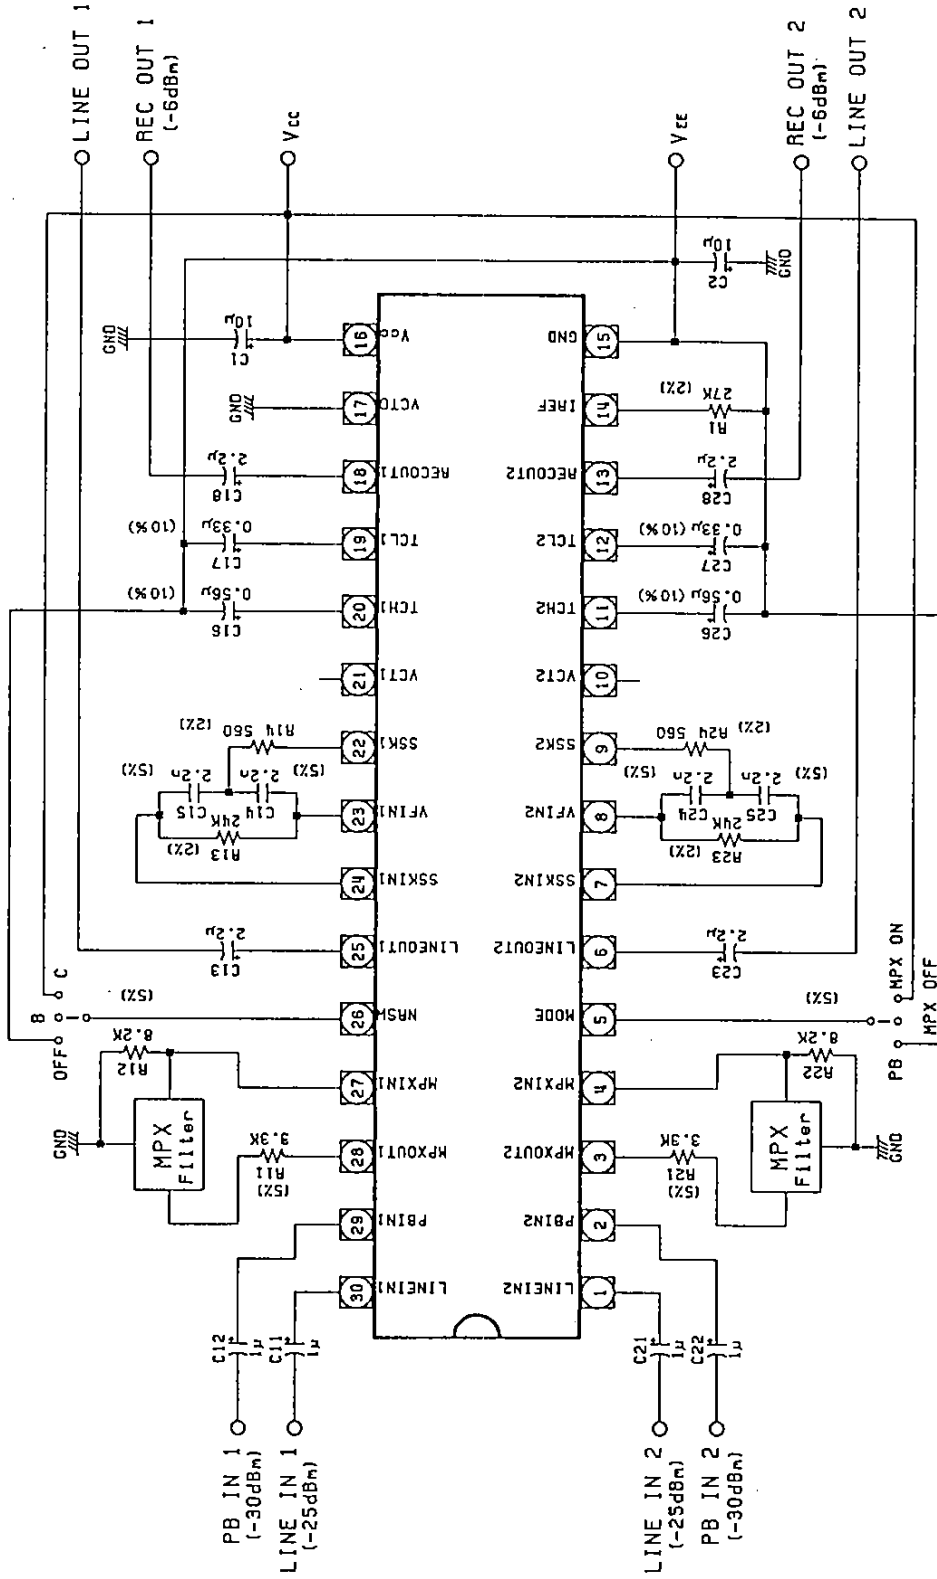 LINE OUT 1
REC OUT 1
(-6dBm)
VCC
VEE
REC OUT 2
(-6dBm)
LINE OUT 2
GND
10μ
C1
GND
2.2μ
C18
(10%)
0.33μ
C17
(10%)
0.56μ
C16
(2%)
560
R14
(5%)
2.2n
C15
2.2n
C14
(5%)
24K
R13
(2%)
2.2μ
C13
(5%)
OFF
B
C
8.2K
R12
GND
MPX
Filter
3.3K
R11
(5%)
C12
1μ
C11
1μ
PB IN 1
(-30dBm)
LINE IN 1
(-25dBm)
16
Vcc
17
VCTC
18
RECOUT1
19
TCL1
20
TCH1
21
VCT1
22
SSK1
23
VFIN1
24
SSKIN1
25
LINEOUT1
26
NRSW
27
MPXIN1
28
MPXOUT1
29
PBIN1
30
LINEIN1
GND
15
IREF
14
RECOUT2
13
TCL2
12
TCH2
11
VCT2
10
SSK2
9
VFIN2
8
SSKIN2
7
LINEOUT2
6
MODE
5
MPXIN2
4
MPXOUT2
3
PBIN2
2
LINEIN2
1
10μ
C2
GND
(2%)
27K
R1
2.2μ
C28
0.33μ (10%)
C27
0.56μ (10%)
C26
(2%)
R24
560
(5%)
2.2n
C24
2.2n
C25
(5%)
24K
R23
(2%)
2.2μ
C23
(5%)
PB
MPX ON
MPX OFF
8.2K
R22
GND
MPX
Filter
3.3K
R21
(5%)
C21
1μ
C22
1μ
LINE IN 2
(-25dBm)
PB IN 2
(-30dBm)